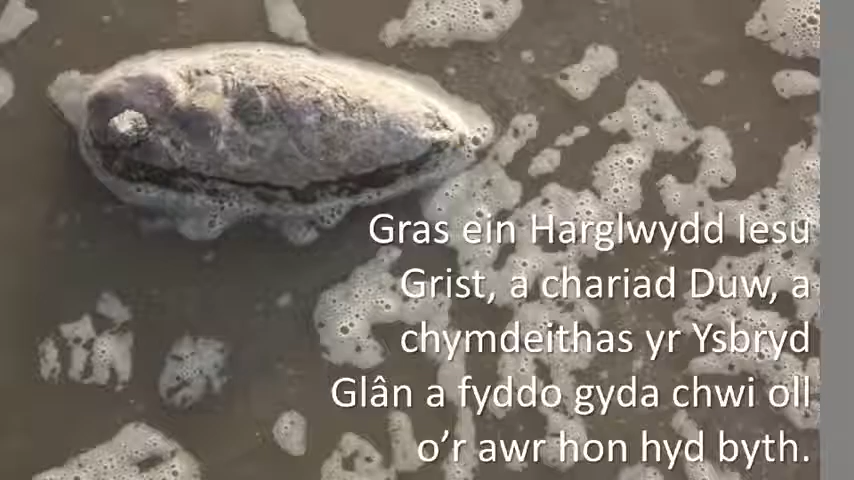 Gras ein Harglwydd Iesu
Grist, a chariad Duw, a
chymdeithas yr Ysbryd
Glân a fyddo gyda chwi oll
o’r awr hon hyd byth.